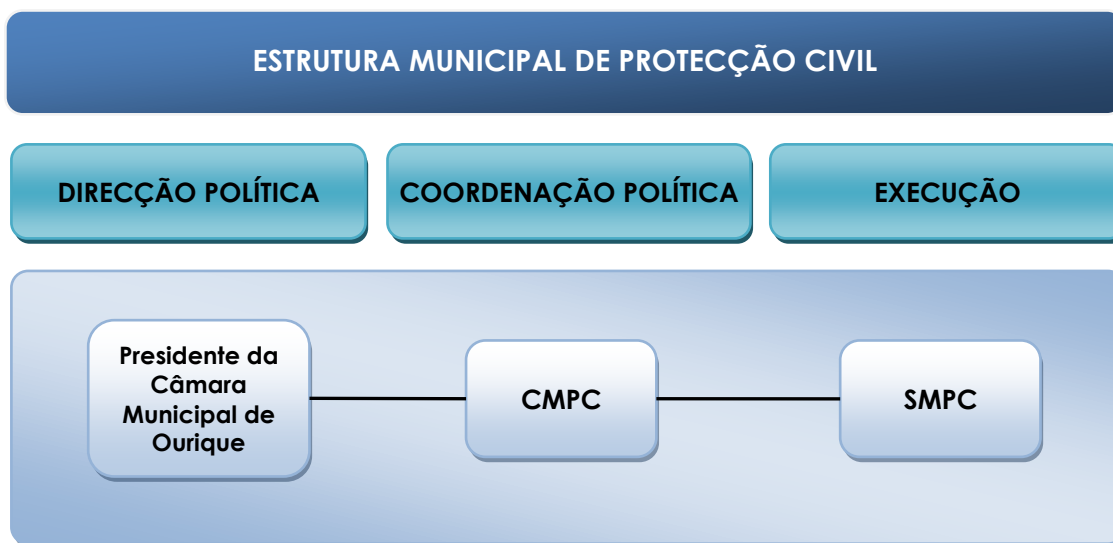 ESTRUTURA MUNICIPAL DE PROTECÇÃO CIVIL
DIRECÇÃO POLÍTICA
COORDENAÇÃO POLÍTICA
EXECUÇÃO
Presidente da
Câmara
Municipal de
Ourique
CMPC
SMPC